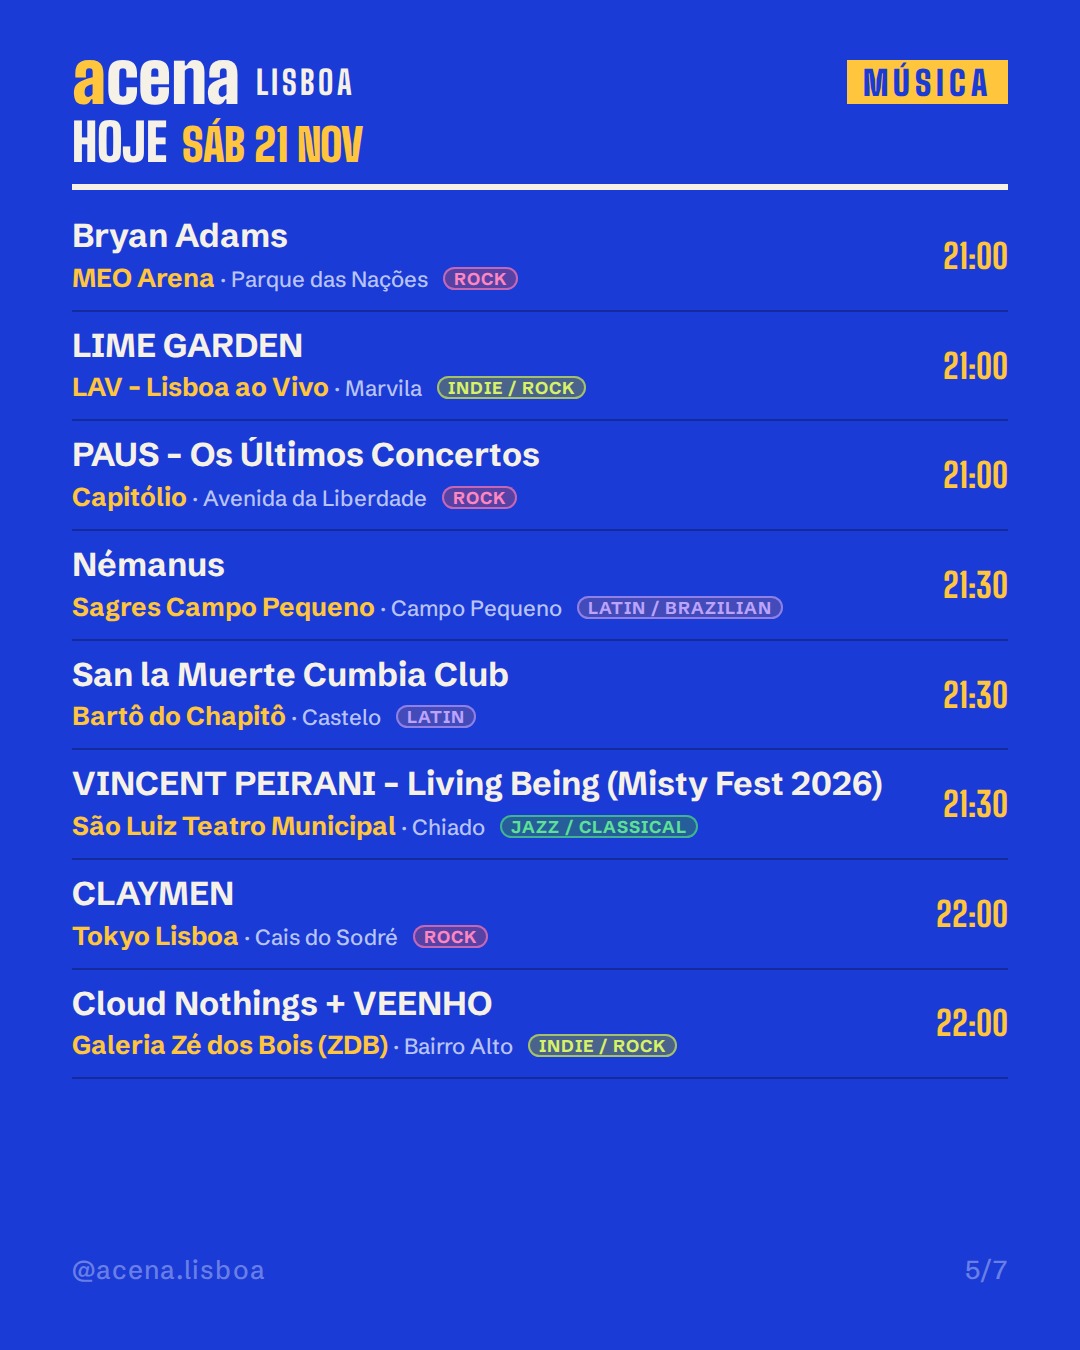 acena LISBOA
MÚSICA
HOJE SÁB 21 NOV
Bryan Adams
MEO Arena · Parque das Nações ROCK
21:00
LIME GARDEN
LAV – Lisboa ao Vivo · Marvila INDIE / ROCK
21:00
PAUS – Os Últimos Concertos
Capitólio · Avenida da Liberdade ROCK
21:00
Némanus
Sagres Campo Pequeno · Campo Pequeno LATIN / BRAZILIAN
21:30
San la Muerte Cumbia Club
Bartô do Chapitô · Castelo LATIN
21:30
VINCENT PEIRANI – Living Being (Misty Fest 2026)
São Luiz Teatro Municipal · Chiado JAZZ / CLASSICAL
21:30
CLAYMEN
Tokyo Lisboa · Cais do Sodré ROCK
22:00
Cloud Nothings + VEENHO
Galeria Zé dos Bois (ZDB) · Bairro Alto INDIE / ROCK
22:00
@acena.lisboa
5/7